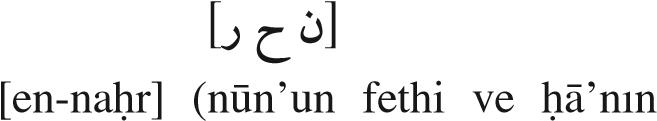 [ن ح ر]
[en-naḥr] (nūn’un fethi ve ḥā’nın